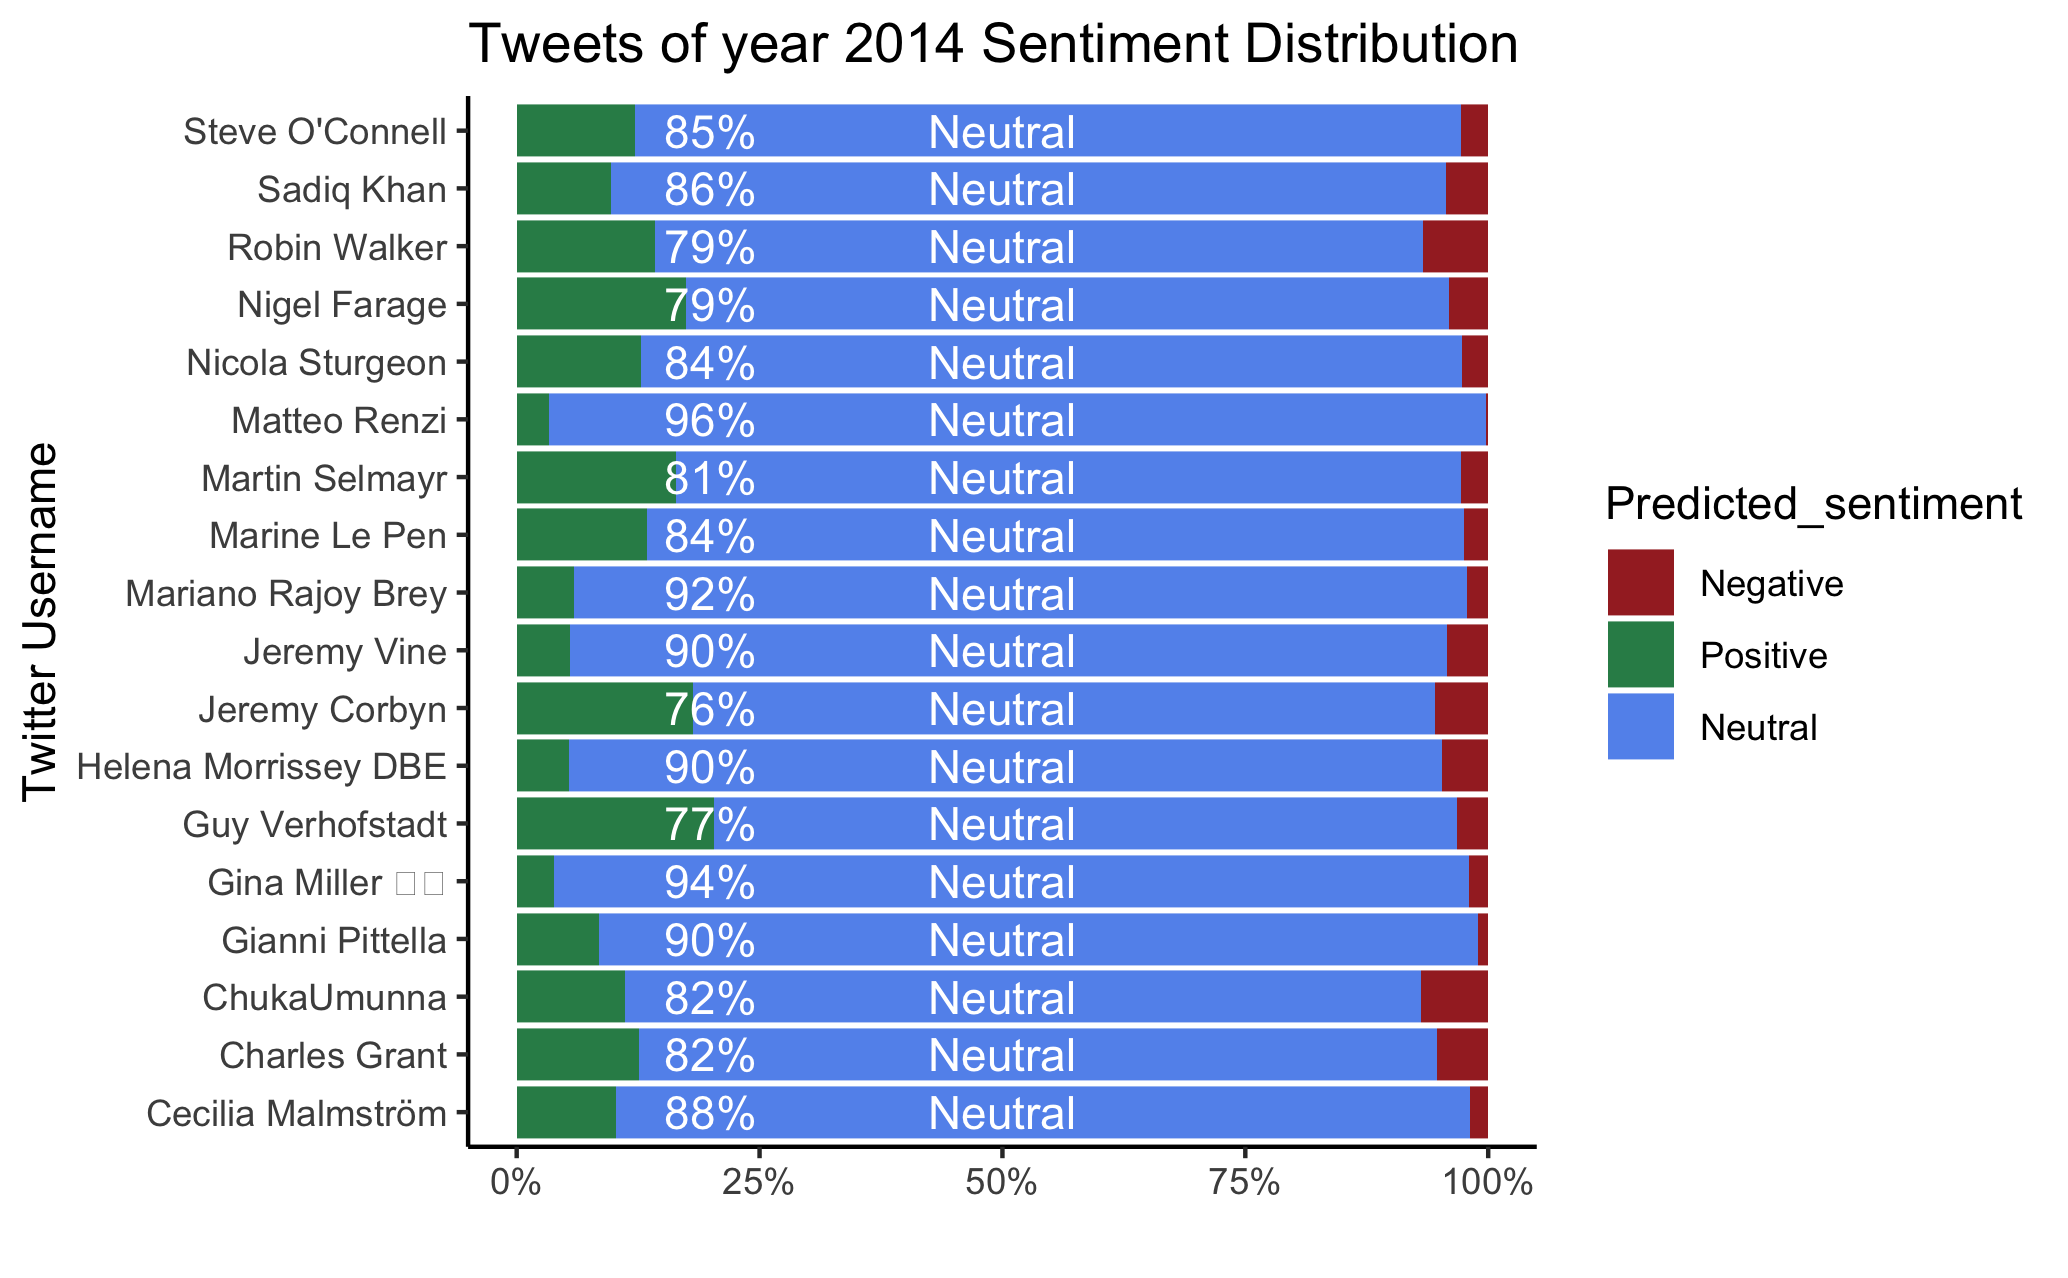 Tweets of year 2014 Sentiment Distribution
Twitter Username
Steve O'Connell 85% Neutral
Sadiq Khan 86% Neutral
Robin Walker 79% Neutral
Nigel Farage 79% Neutral
Nicola Sturgeon 84% Neutral
Matteo Renzi 96% Neutral
Martin Selmayr 81% Neutral
Marine Le Pen 84% Neutral
Mariano Rajoy Brey 92% Neutral
Jeremy Vine 90% Neutral
Jeremy Corbyn 76% Neutral
Helena Morrissey DBE 90% Neutral
Guy Verhofstadt 77% Neutral
Gina Miller 94% Neutral
Gianni Pittella 90% Neutral
ChukaUmunna 82% Neutral
Charles Grant 82% Neutral
Cecilia Malmström 88% Neutral
0% 25% 50% 75% 100%
Predicted_sentiment
Negative
Positive
Neutral